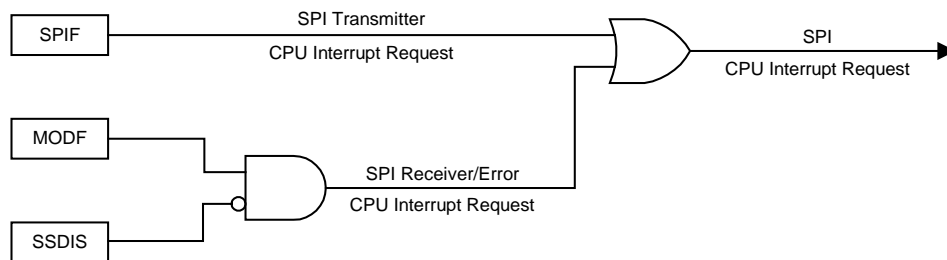 SPIF
SPI Transmitter
CPU Interrupt Request
SPI
CPU Interrupt Request
MODF
SPI Receiver/Error
CPU Interrupt Request
SSDIS